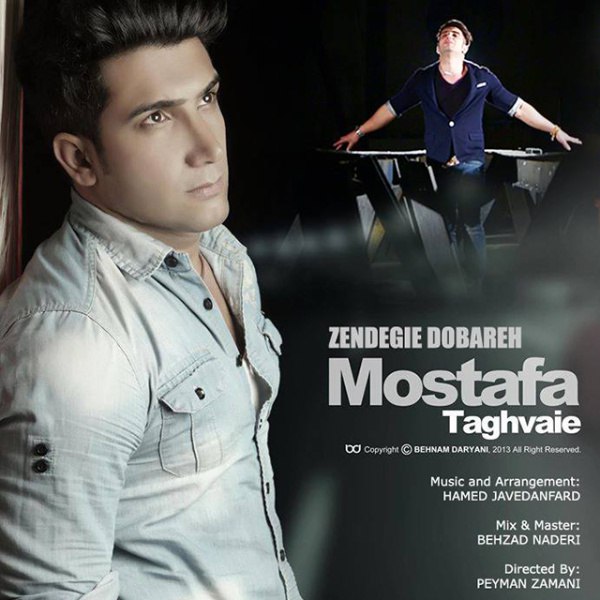 ZENDEGIE DOBAREH
Mostafa
Taghvaie
Copyright © BEHNAM DARYANI, 2013 All Right Reserved.
Music and Arrangement:
HAMED JAVEDANFARD
Mix & Master:
BEHZAD NADERI
Directed By:
PEYMAN ZAMANI